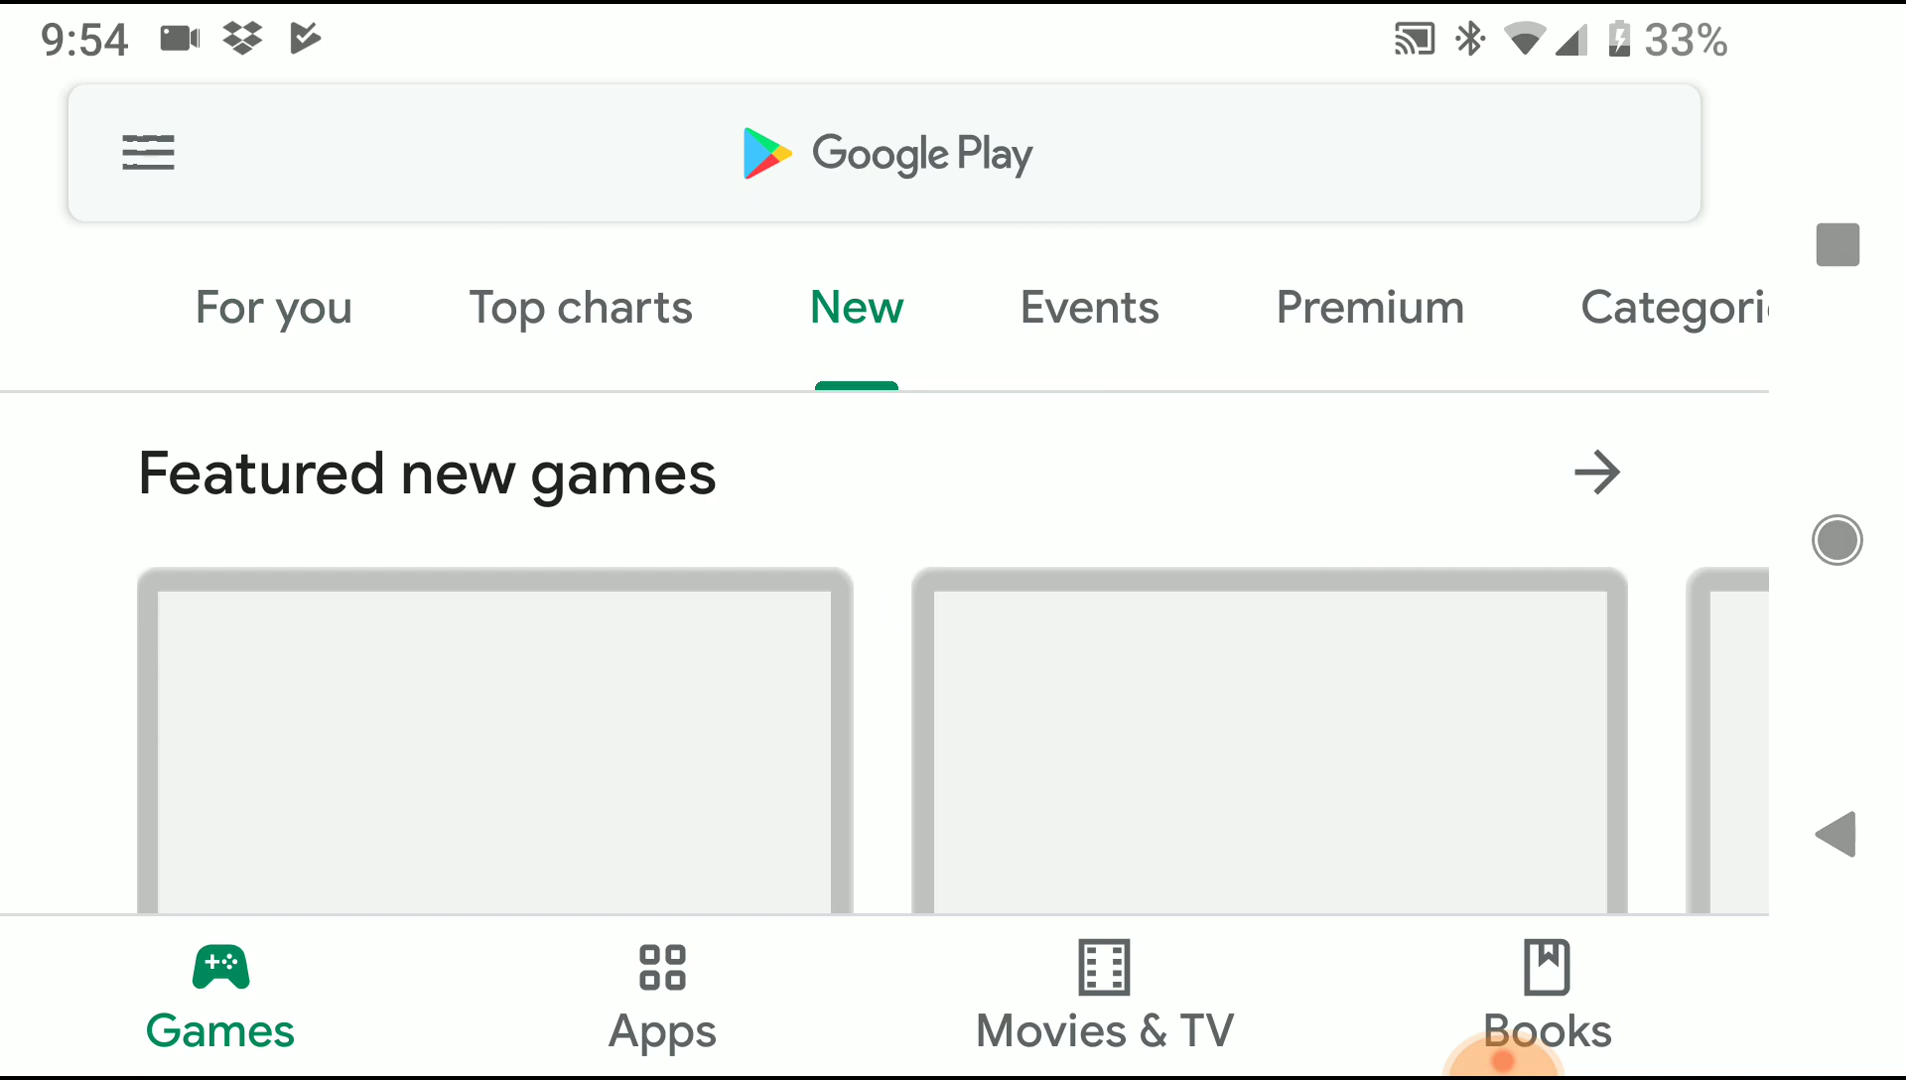 9:54 33%
Google Play
For you Top charts New Events Premium Categori
Featured new games
Games Apps Movies & TV Books